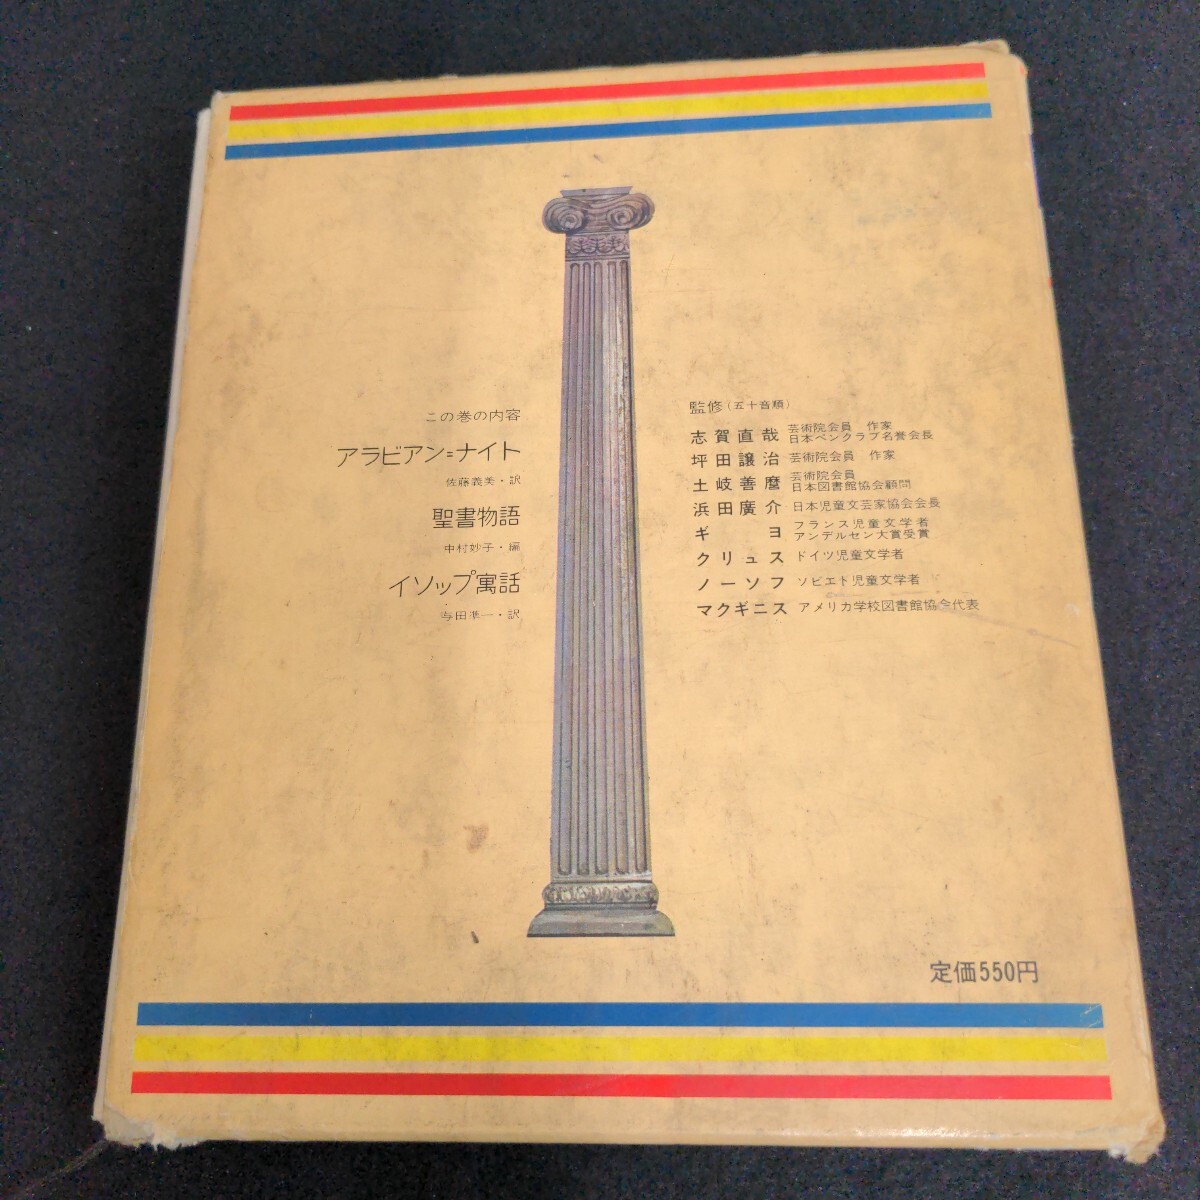 この巻の内容
アラビアン=ナイト
佐藤義美・訳
聖書物語
中村妙子・編
イソップ寓話
与田凖一・訳
監修(五十音順)
志賀直哉 芸術院会員 作家
日本ペンクラブ名誉会長
坪田譲治 芸術院会員 作家
土岐善麿 芸術院会員
日本図書館協会顧問
浜田廣介 日本児童文芸家協会会長
ギヨ フランス児童文学者
アンデルセン大賞受賞
クリュス ドイツ児童文学者
ノーソフ ソビエト児童文学者
マクギニス アメリカ学校図書館協会代表
定価550円